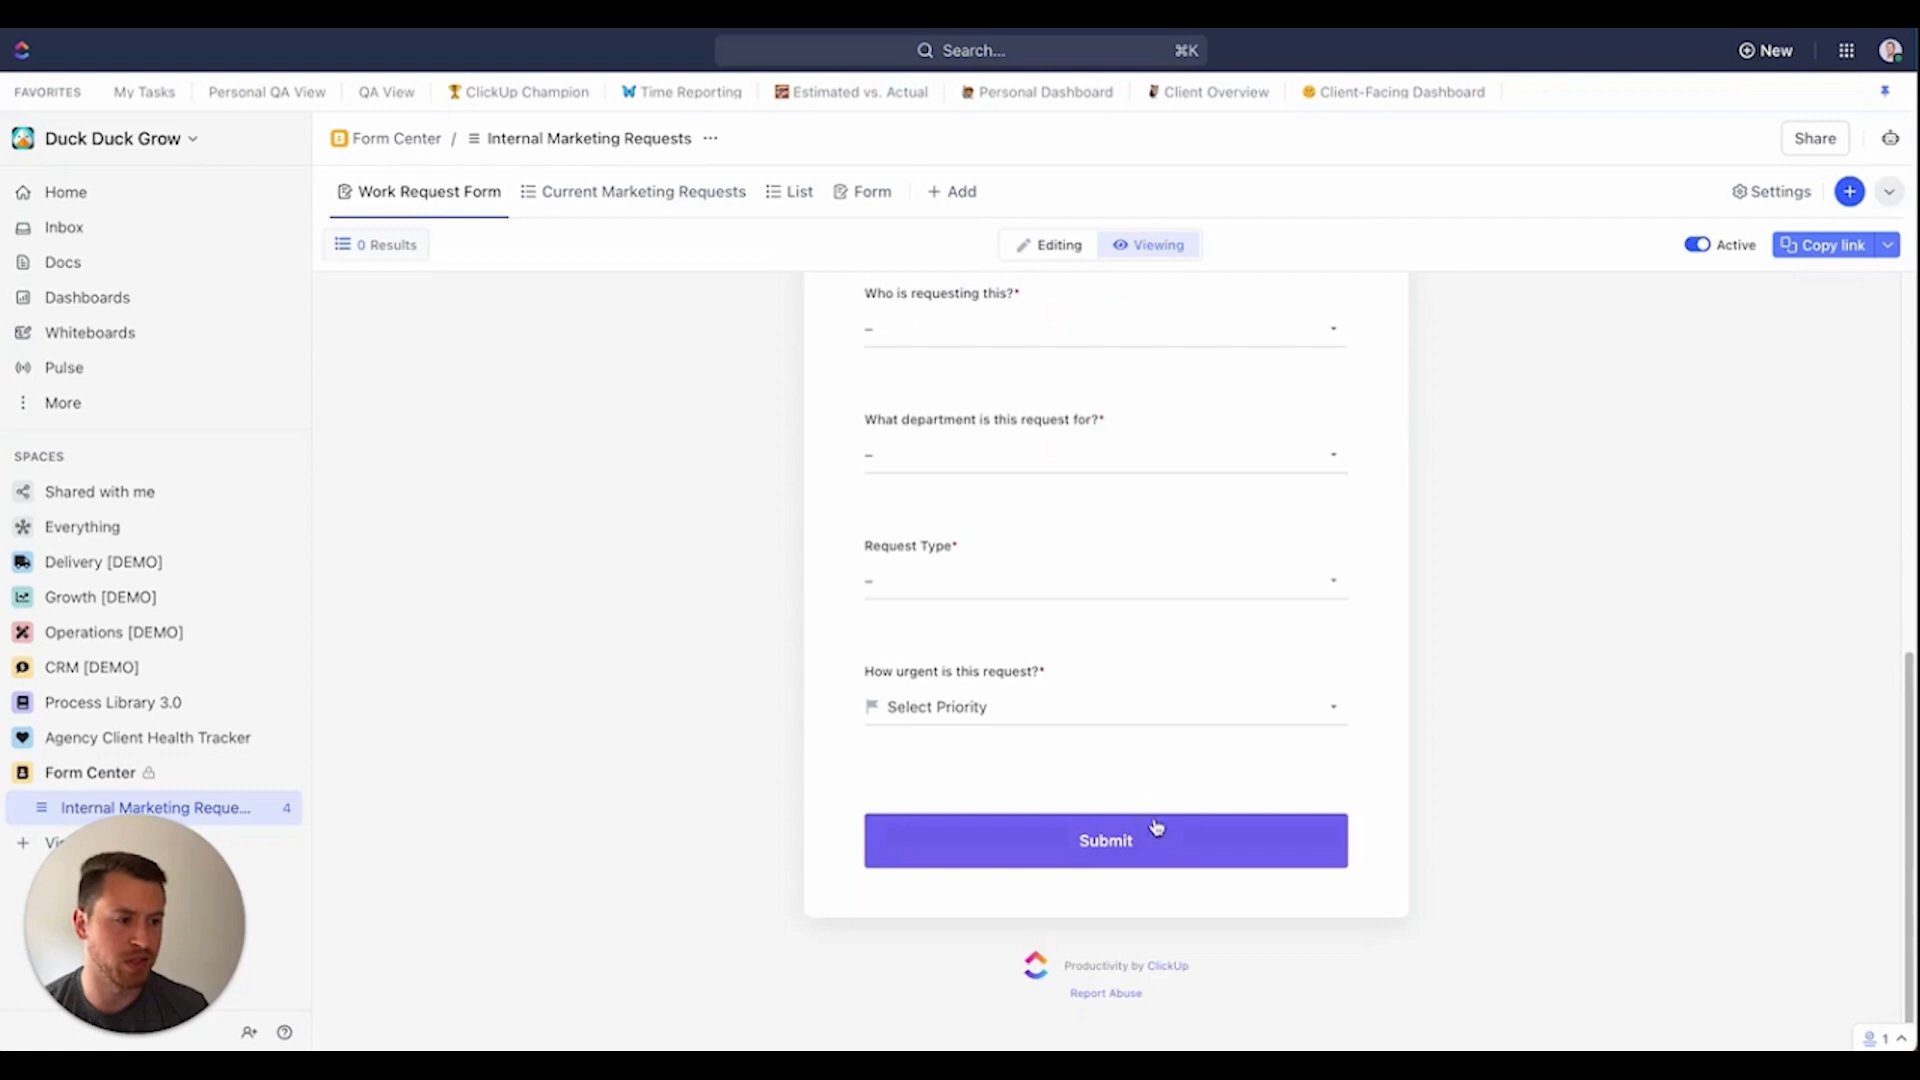 Search...
⌘K
New
FAVORITES
My Tasks
Personal QA View
QA View
ClickUp Champion
Time Reporting
Estimated vs. Actual
Personal Dashboard
Client Overview
Client-Facing Dashboard
Duck Duck Grow
Form Center / Internal Marketing Requests ...
Share
Home
Inbox
Docs
Dashboards
Whiteboards
Pulse
More
Work Request Form
Current Marketing Requests
List
Form
+ Add
Settings
0 Results
Editing
Viewing
Active
Copy link
SPACES
Shared with me
Everything
Delivery [DEMO]
Growth [DEMO]
Operations [DEMO]
CRM [DEMO]
Process Library 3.0
Agency Client Health Tracker
Form Center
Internal Marketing Reque... 4
Who is requesting this?*
–
What department is this request for?*
–
Request Type*
–
How urgent is this request?*
Select Priority
Submit
Productivity by ClickUp
Report Abuse
1